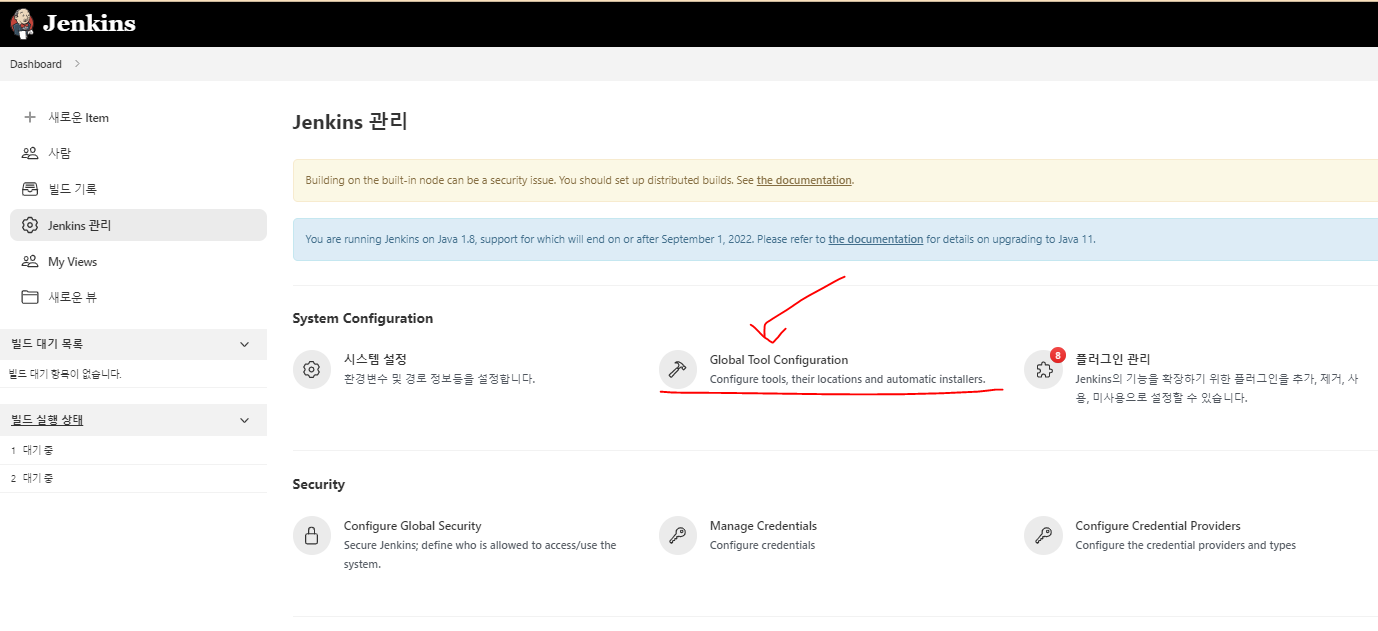 Jenkins
Dashboard
새로운 Item
사람
빌드 기록
Jenkins 관리
My Views
새로운 뷰
빌드 대기 목록
빌드 대기 항목이 없습니다.
빌드 실행 상태
1 대기 중
2 대기 중
Jenkins 관리
Building on the built-in node can be a security issue. You should set up distributed builds. See the documentation.
You are running Jenkins on Java 1.8, support for which will end on or after September 1, 2022. Please refer to the documentation for details on upgrading to Java 11.
System Configuration
시스템 설정
환경변수 및 경로 정보등을 설정합니다.
Global Tool Configuration
Configure tools, their locations and automatic installers.
8
플러그인 관리
Jenkins의 기능을 확장하기 위한 플러그인을 추가, 제거, 사
용, 미사용으로 설정할 수 있습니다.
Security
Configure Global Security
Secure Jenkins; define who is allowed to access/use the
system.
Manage Credentials
Configure credentials
Configure Credential Providers
Configure the credential providers and types